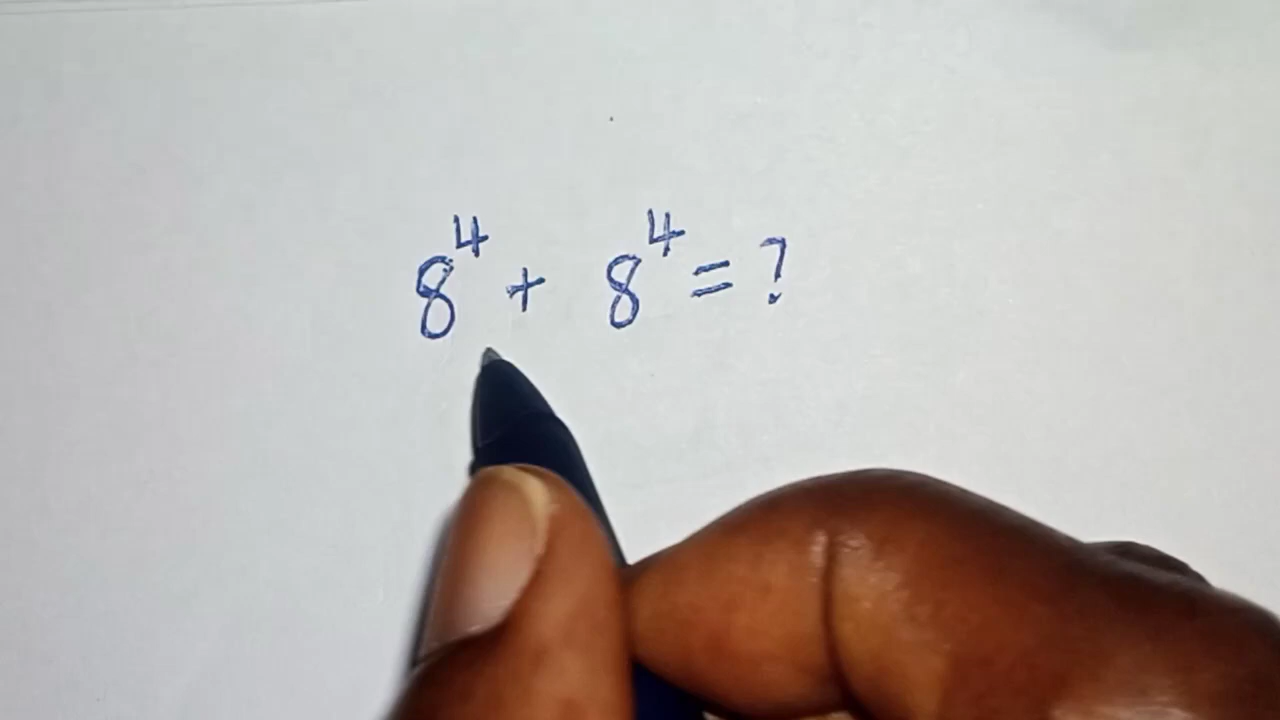 8⁴ + 8⁴ = ?